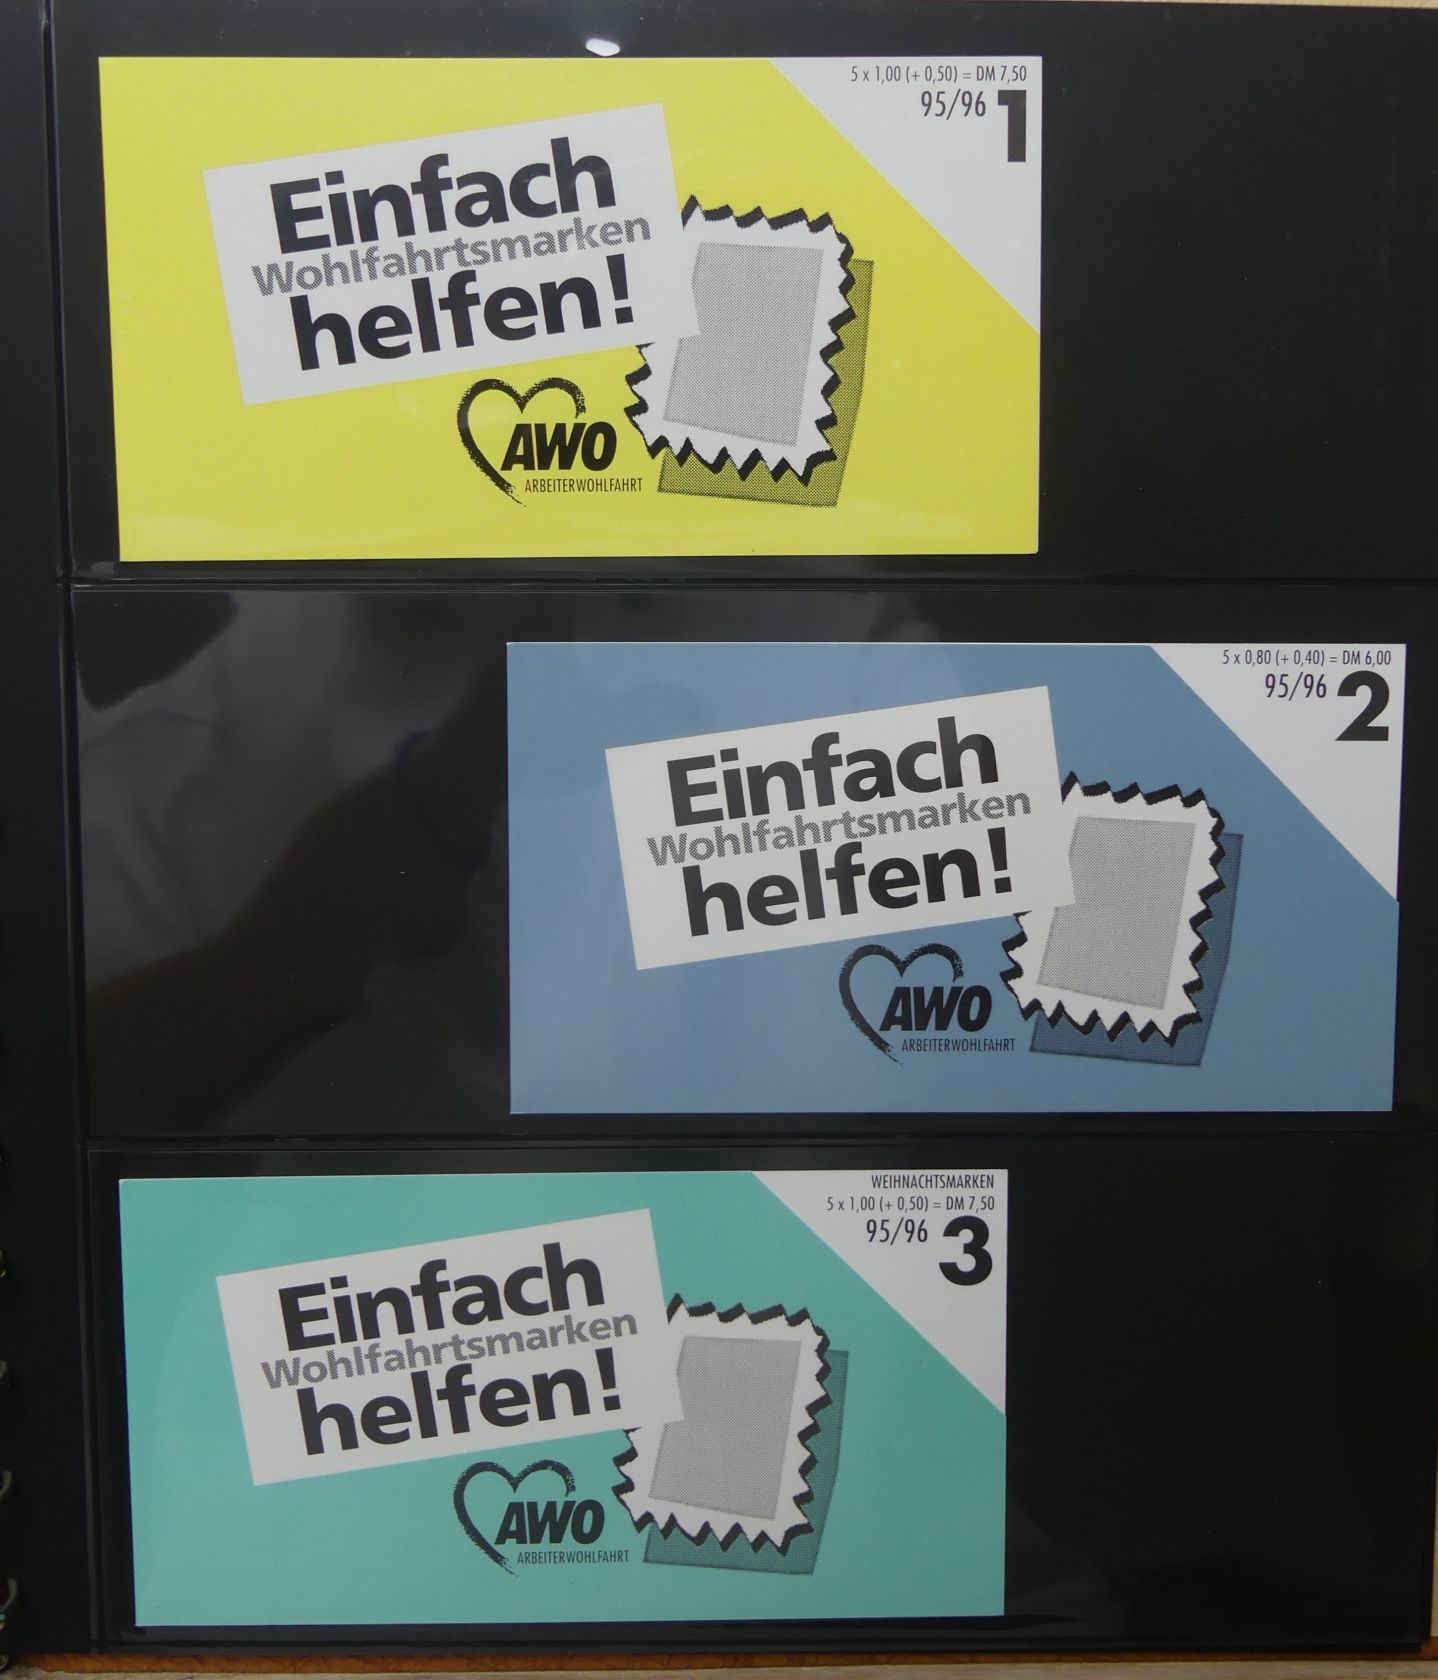 5 x 1,00 (+ 0,50) = DM 7,50
95/96 1
Einfach
Wohlfahrtsmarken
helfen!
AWO
ARBEITERWOHLFAHRT
5 x 0,80 (+ 0,40) = DM 6,00
95/96 2
Einfach
Wohlfahrtsmarken
helfen!
AWO
ARBEITERWOHLFAHRT
WEIHNACHTSMARKEN
5 x 1,00 (+ 0,50) = DM 7,50
95/96 3
Einfach
Wohlfahrtsmarken
helfen!
AWO
ARBEITERWOHLFAHRT